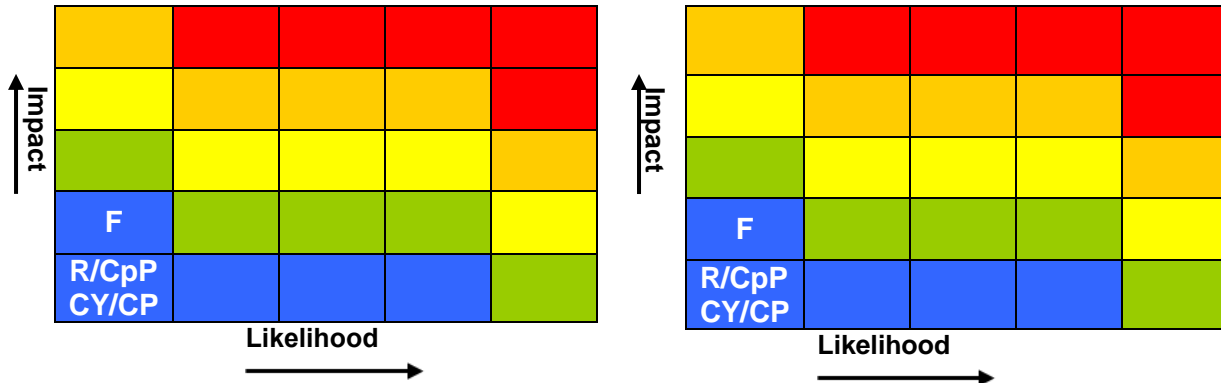 Impact
F
R/CpP
CY/CP
Likelihood
Impact
F
R/CpP
CY/CP
Likelihood